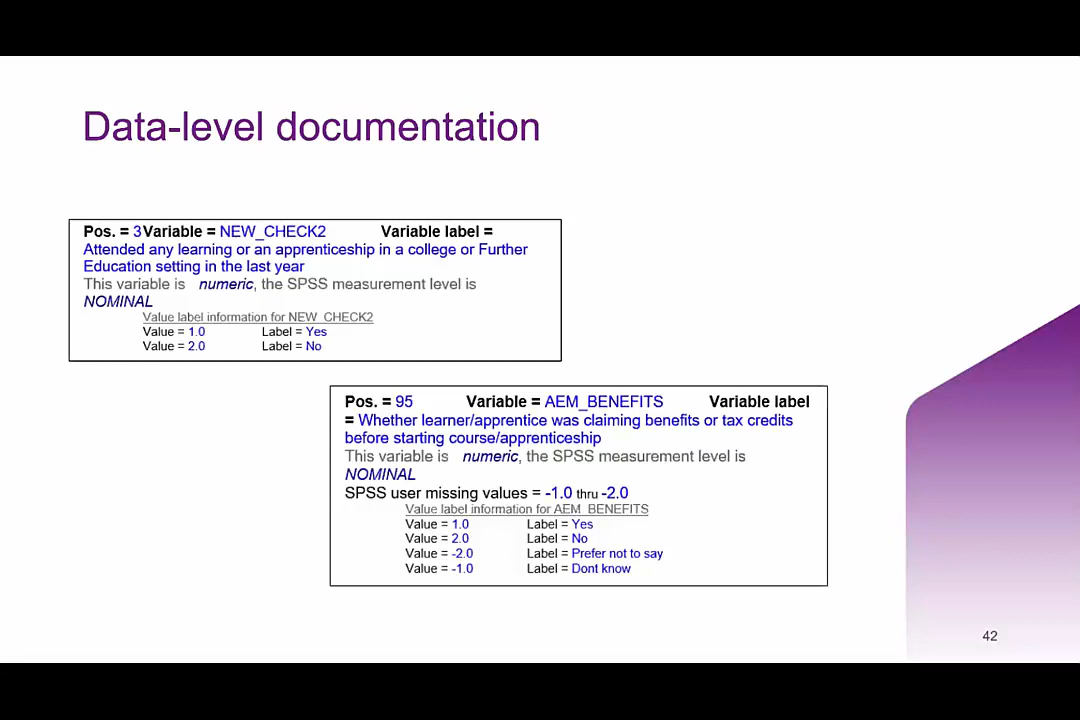 Data-level documentation
Pos. = 3Variable = NEW_CHECK2 Variable label =
Attended any learning or an apprenticeship in a college or Further
Education setting in the last year
This variable is numeric, the SPSS measurement level is
NOMINAL
Value label information for NEW_CHECK2
Value = 1.0 Label = Yes
Value = 2.0 Label = No
Pos. = 95 Variable = AEM_BENEFITS Variable label
= Whether learner/apprentice was claiming benefits or tax credits
before starting course/apprenticeship
This variable is numeric, the SPSS measurement level is
NOMINAL
SPSS user missing values = -1.0 thru -2.0
Value label information for AEM_BENEFITS
Value = 1.0 Label = Yes
Value = 2.0 Label = No
Value = -2.0 Label = Prefer not to say
Value = -1.0 Label = Dont know
42